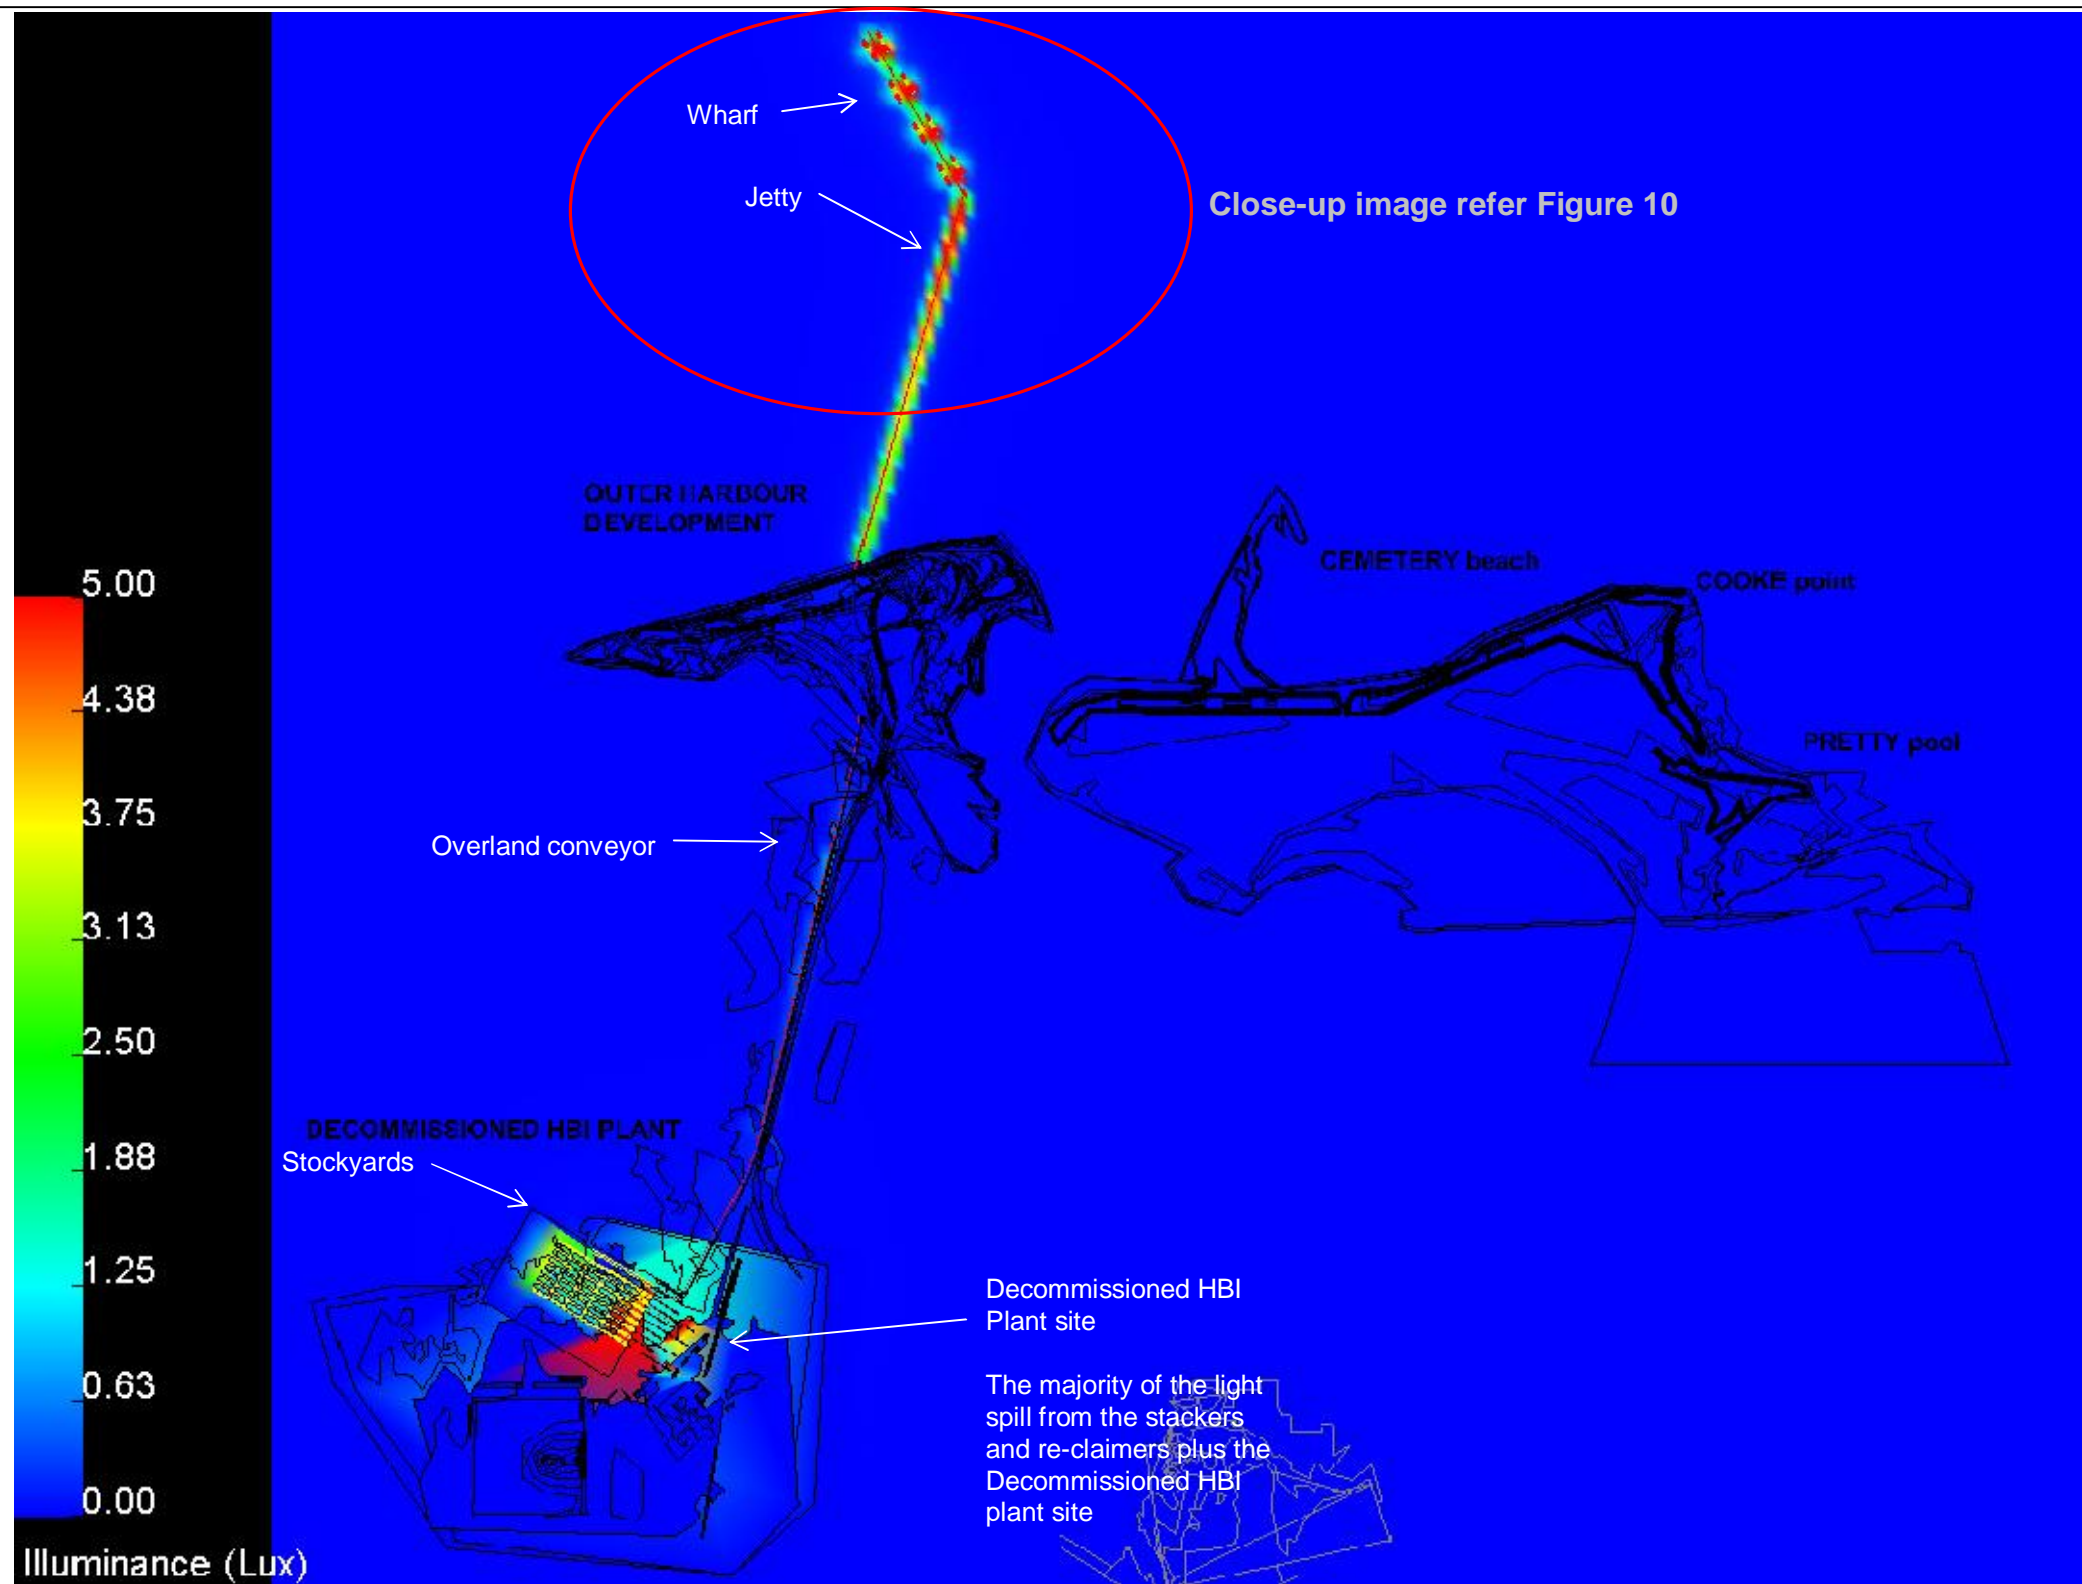 Wharf
Jetty
Close-up image refer Figure 10
OUTER HARBOUR
DEVELOPMENT
CEMETERY beach
COOKE point
PRETTY pool
Overland conveyor
DECOMMISSIONED HBI PLANT
Stockyards
Decommissioned HBI
Plant site
The majority of the light
spill from the stackers
and re-claimers plus the
Decommissioned HBI
plant site
5.00
4.38
3.75
3.13
2.50
1.88
1.25
0.63
0.00
Illuminance (Lux)